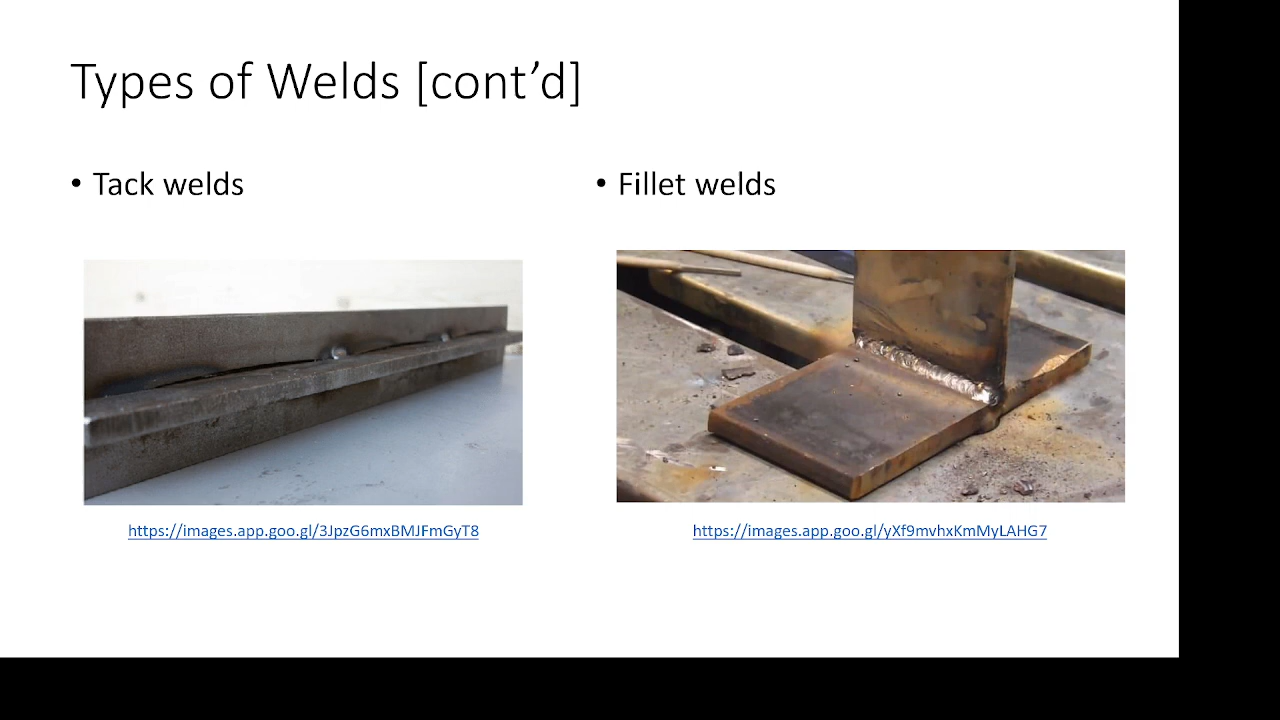 Types of Welds [cont’d]
• Tack welds
• Fillet welds
https://images.app.goo.gl/3JpzG6mxBMJFmGyT8
https://images.app.goo.gl/yXf9mvhxKmMyLAHG7